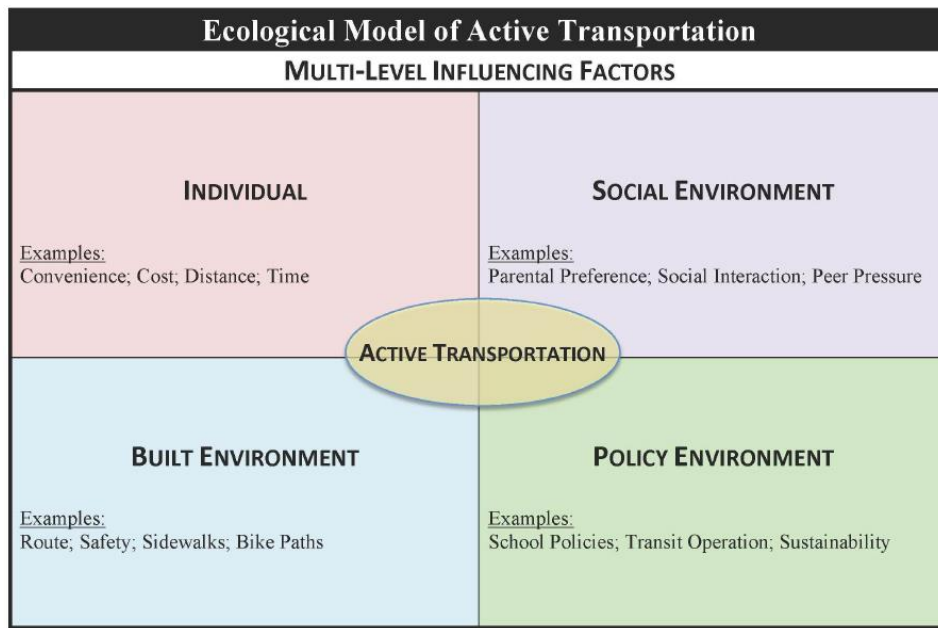 Ecological Model of Active Transportation
MULTI-LEVEL INFLUENCING FACTORS
INDIVIDUAL
Examples:
Convenience; Cost; Distance; Time
SOCIAL ENVIRONMENT
Examples:
Parental Preference; Social Interaction; Peer Pressure
ACTIVE TRANSPORTATION
BUILT ENVIRONMENT
Examples:
Route; Safety; Sidewalks; Bike Paths
POLICY ENVIRONMENT
Examples:
School Policies; Transit Operation; Sustainability